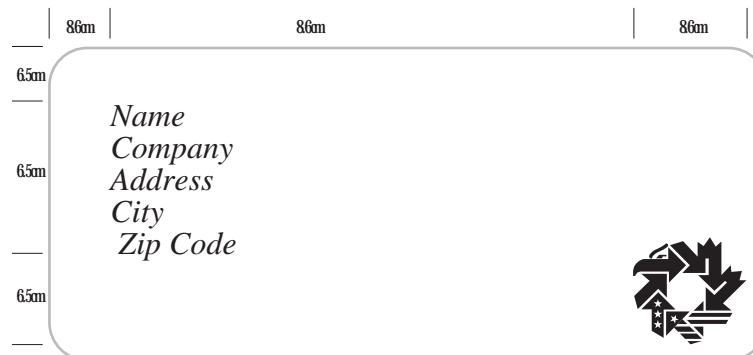 8.6cm 8.6cm 8.6cm
6.5cm
Name
Company
6.5cm
Address
City
Zip Code
6.5cm